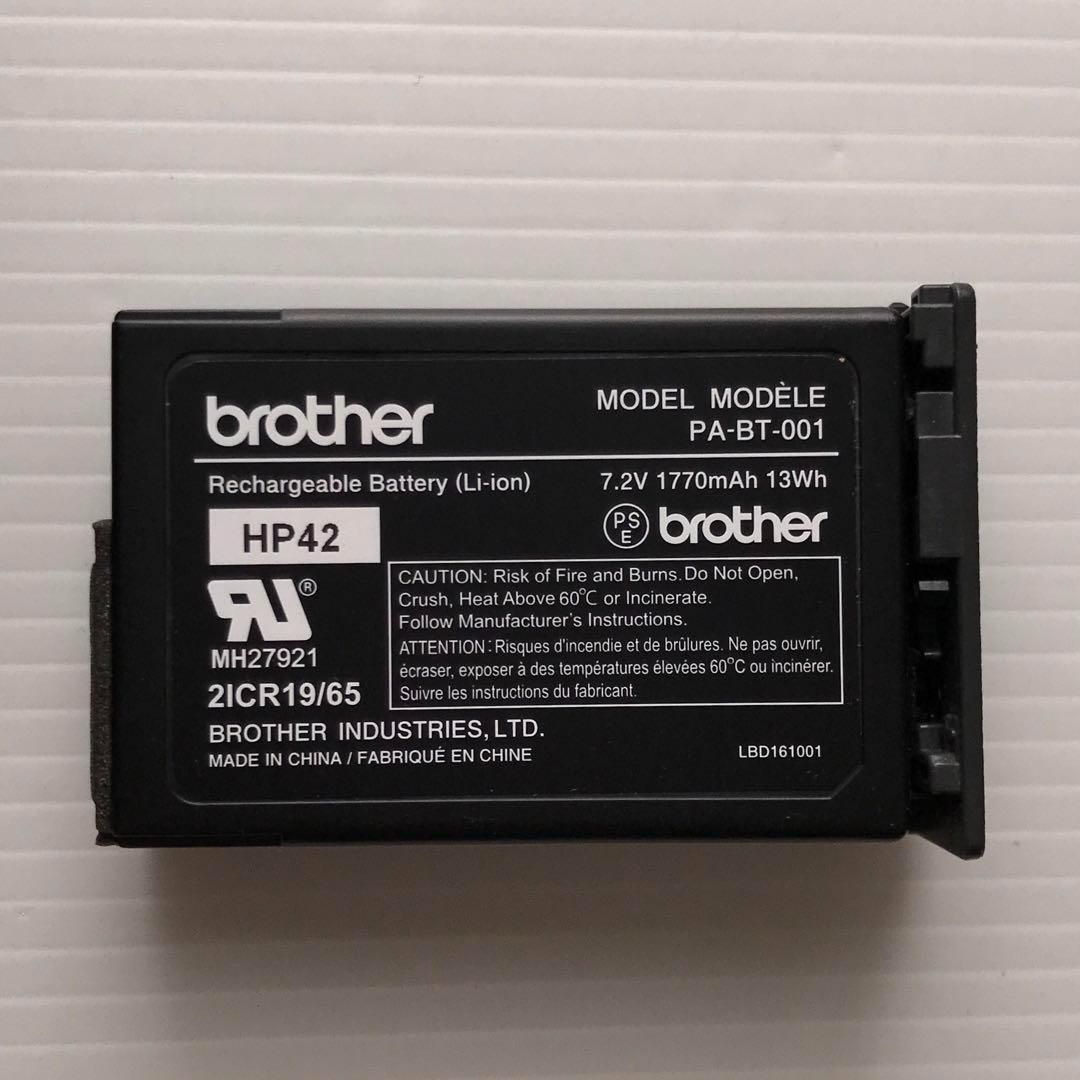 brother
MODEL MODÈLE
PA-BT-001
Rechargeable Battery (Li-ion)
7.2V 1770mAh 13Wh
HP42
PS
E
brother
RU®
MH27921
2ICR19/65
CAUTION: Risk of Fire and Burns.Do Not Open,
Crush, Heat Above 60℃ or Incinerate.
Follow Manufacturer's Instructions.
ATTENTION : Risques d'incendie et de brûlures. Ne pas ouvrir,
écraser, exposer à des températures élevées 60°C ou incinérer.
Suivre les instructions du fabricant.
BROTHER INDUSTRIES, LTD.
MADE IN CHINA / FABRIQUÉ EN CHINE
LBD161001